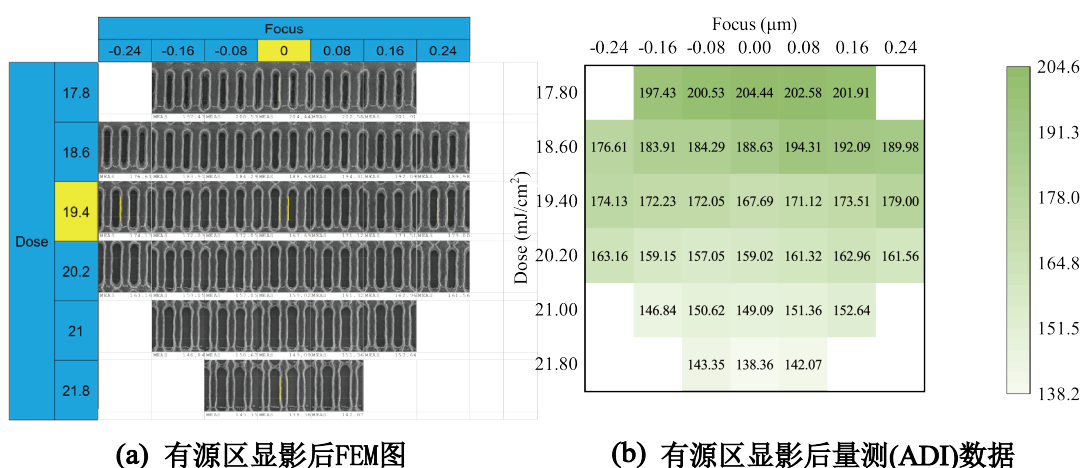 Focus
-0.24 -0.16 -0.08 0 0.08 0.16 0.24
Dose
17.8
18.6
19.4
20.2
21
21.8
(a) 有源区显影后FEM图
Focus (μm)
-0.24 -0.16 -0.08 0.00 0.08 0.16 0.24
Dose (mJ/cm²)
17.80 197.43 200.53 204.44 202.58 201.91
18.60 176.61 183.91 184.29 188.63 194.31 192.09 189.98
19.40 174.13 172.23 172.05 167.69 171.12 173.51 179.00
20.20 163.16 159.15 157.05 159.02 161.32 162.96 161.56
21.00 146.84 150.62 149.09 151.36 152.64
21.80 143.35 138.36 142.07
204.6
191.3
178.0
164.8
151.5
138.2
(b) 有源区显影后量测(ADI)数据